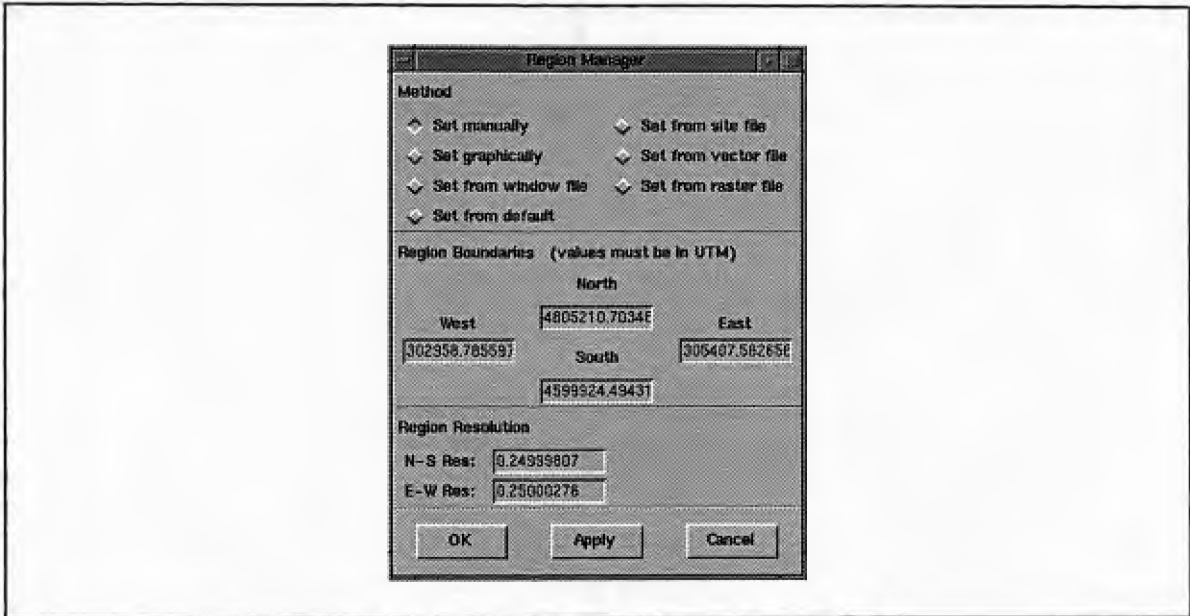 Region Manager
Method
Set manually
Set from site file
Set graphically
Set from vector file
Set from window file
Set from raster file
Set from default
Region Boundaries (values must be in UTM)
North
4805210.70348
West
East
302958.785597
305407.582658
South
4599924.49431
Region Resolution
N-S Res: 0.24999807
E-W Res: 0.25000276
OK
Apply
Cancel